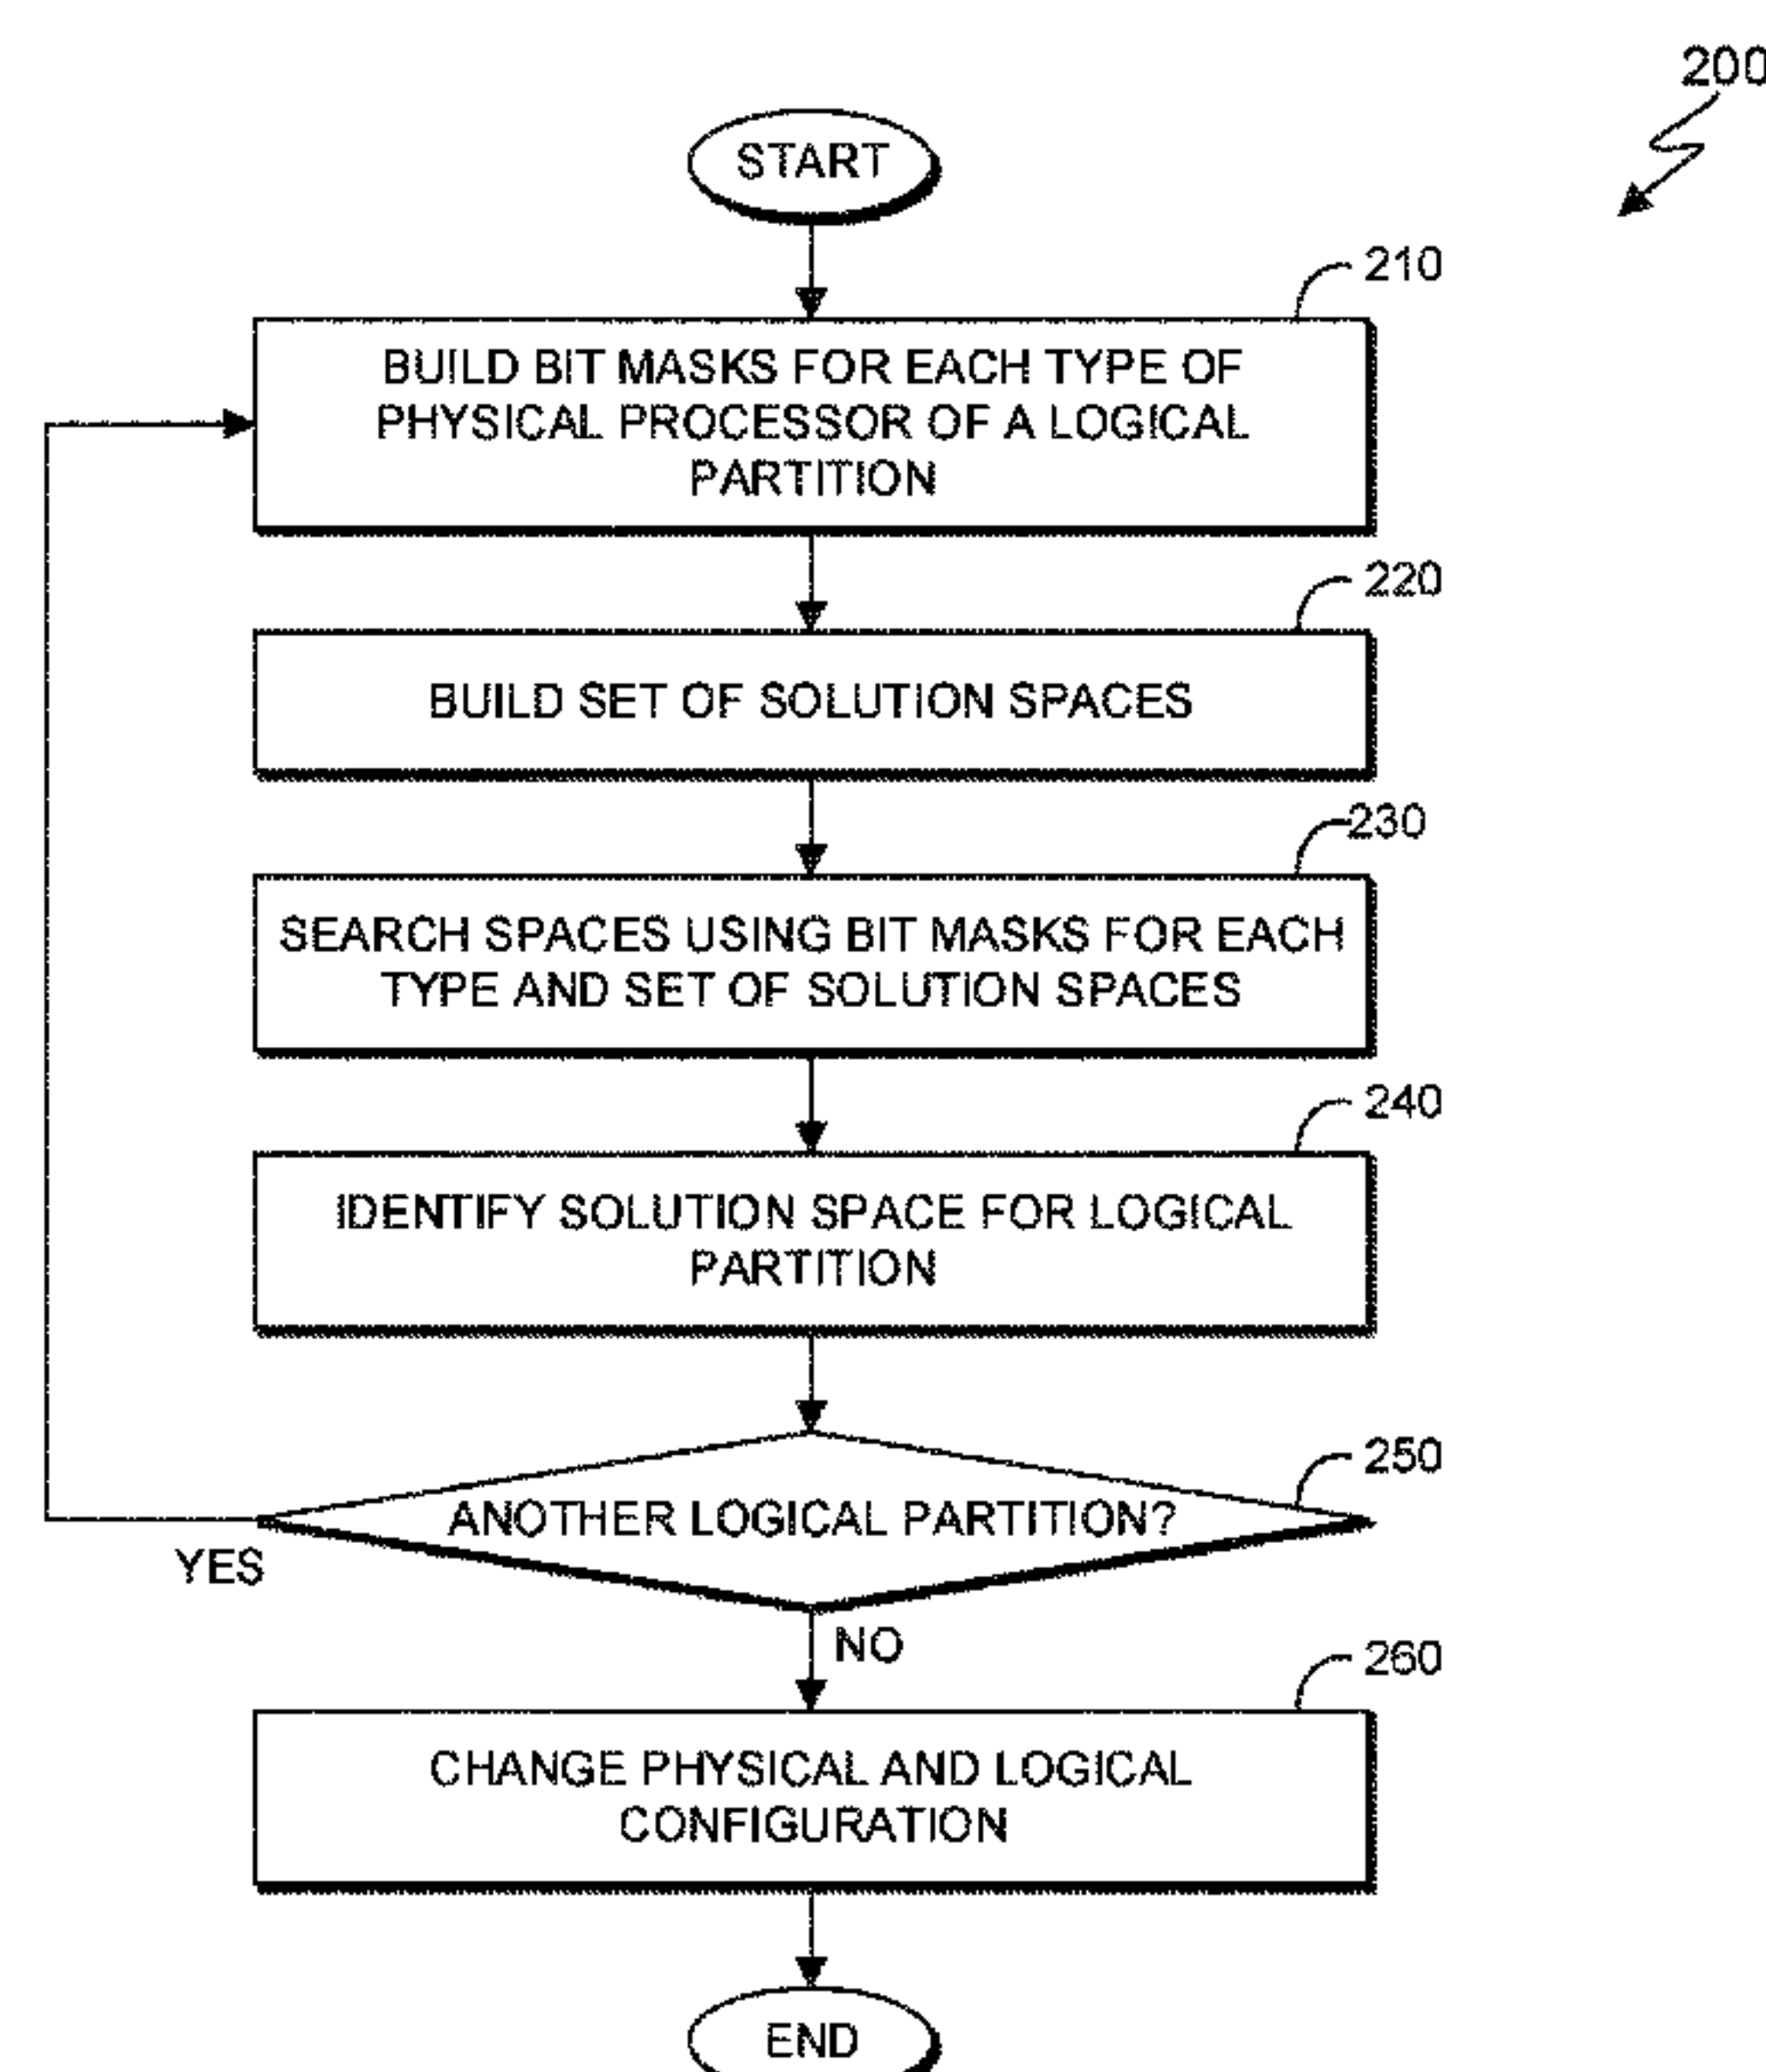 200
START
210
BUILD BIT MASKS FOR EACH TYPE OF
PHYSICAL PROCESSOR OF A LOGICAL
PARTITION
220
BUILD SET OF SOLUTION SPACES
230
SEARCH SPACES USING BIT MASKS FOR EACH
TYPE AND SET OF SOLUTION SPACES
240
IDENTIFY SOLUTION SPACE FOR LOGICAL
PARTITION
250
ANOTHER LOGICAL PARTITION?
YES
NO
260
CHANGE PHYSICAL AND LOGICAL
CONFIGURATION
END